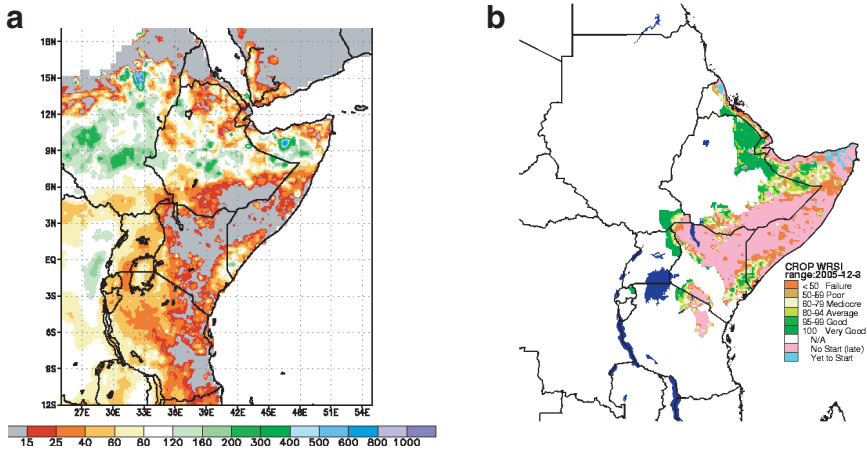 a
18N
15N
12N
9N
6N
3N
EQ
3S
6S
9S
12S
27E 30E 33E 36E 39E 42E 45E 48E 51E 54E
15 25 40 60 80 120 160 200 300 400 500 600 800 1000
b
CROP WRSI
range:2005-12-3
<50 Failure
50-59 Poor
60-79 Mediocre
80-94 Average
95-99 Good
100 Very Good
N/A
No Start (late)
Yet to Start